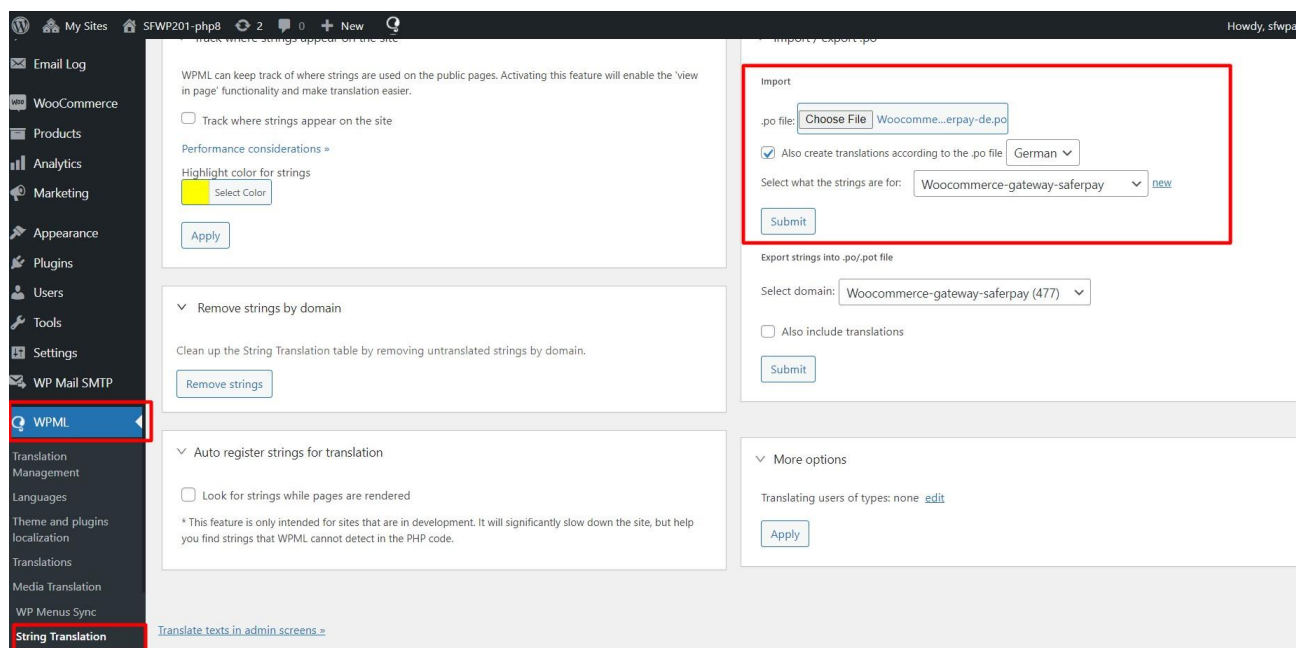 My Sites
SFWP201-php8
2
0
New
Howdy, sfwpa
Email Log
WooCommerce
Products
Analytics
Marketing
Appearance
Plugins
Users
Tools
Settings
WP Mail SMTP
WPML
Translation
Management
Languages
Theme and plugins
localization
Translations
Media Translation
WP Menus Sync
String Translation
Track where strings appear on the site
WPML can keep track of where strings are used on the public pages. Activating this feature will enable the 'view
in page' functionality and make translation easier.
Track where strings appear on the site
Performance considerations »
Highlight color for strings
Select Color
Apply
Remove strings by domain
Clean up the String Translation table by removing untranslated strings by domain.
Remove strings
Auto register strings for translation
Look for strings while pages are rendered
* This feature is only intended for sites that are in development. It will significantly slow down the site, but help
you find strings that WPML cannot detect in the PHP code.
Translate texts in admin screens »
Import / export .po
Import
.po file: Choose File Woocomme...erpay-de.po
Also create translations according to the .po file German
Select what the strings are for: Woocommerce-gateway-saferpay new
Submit
Export strings into .po/.pot file
Select domain: Woocommerce-gateway-saferpay (477)
Also include translations
Submit
More options
Translating users of types: none edit
Apply